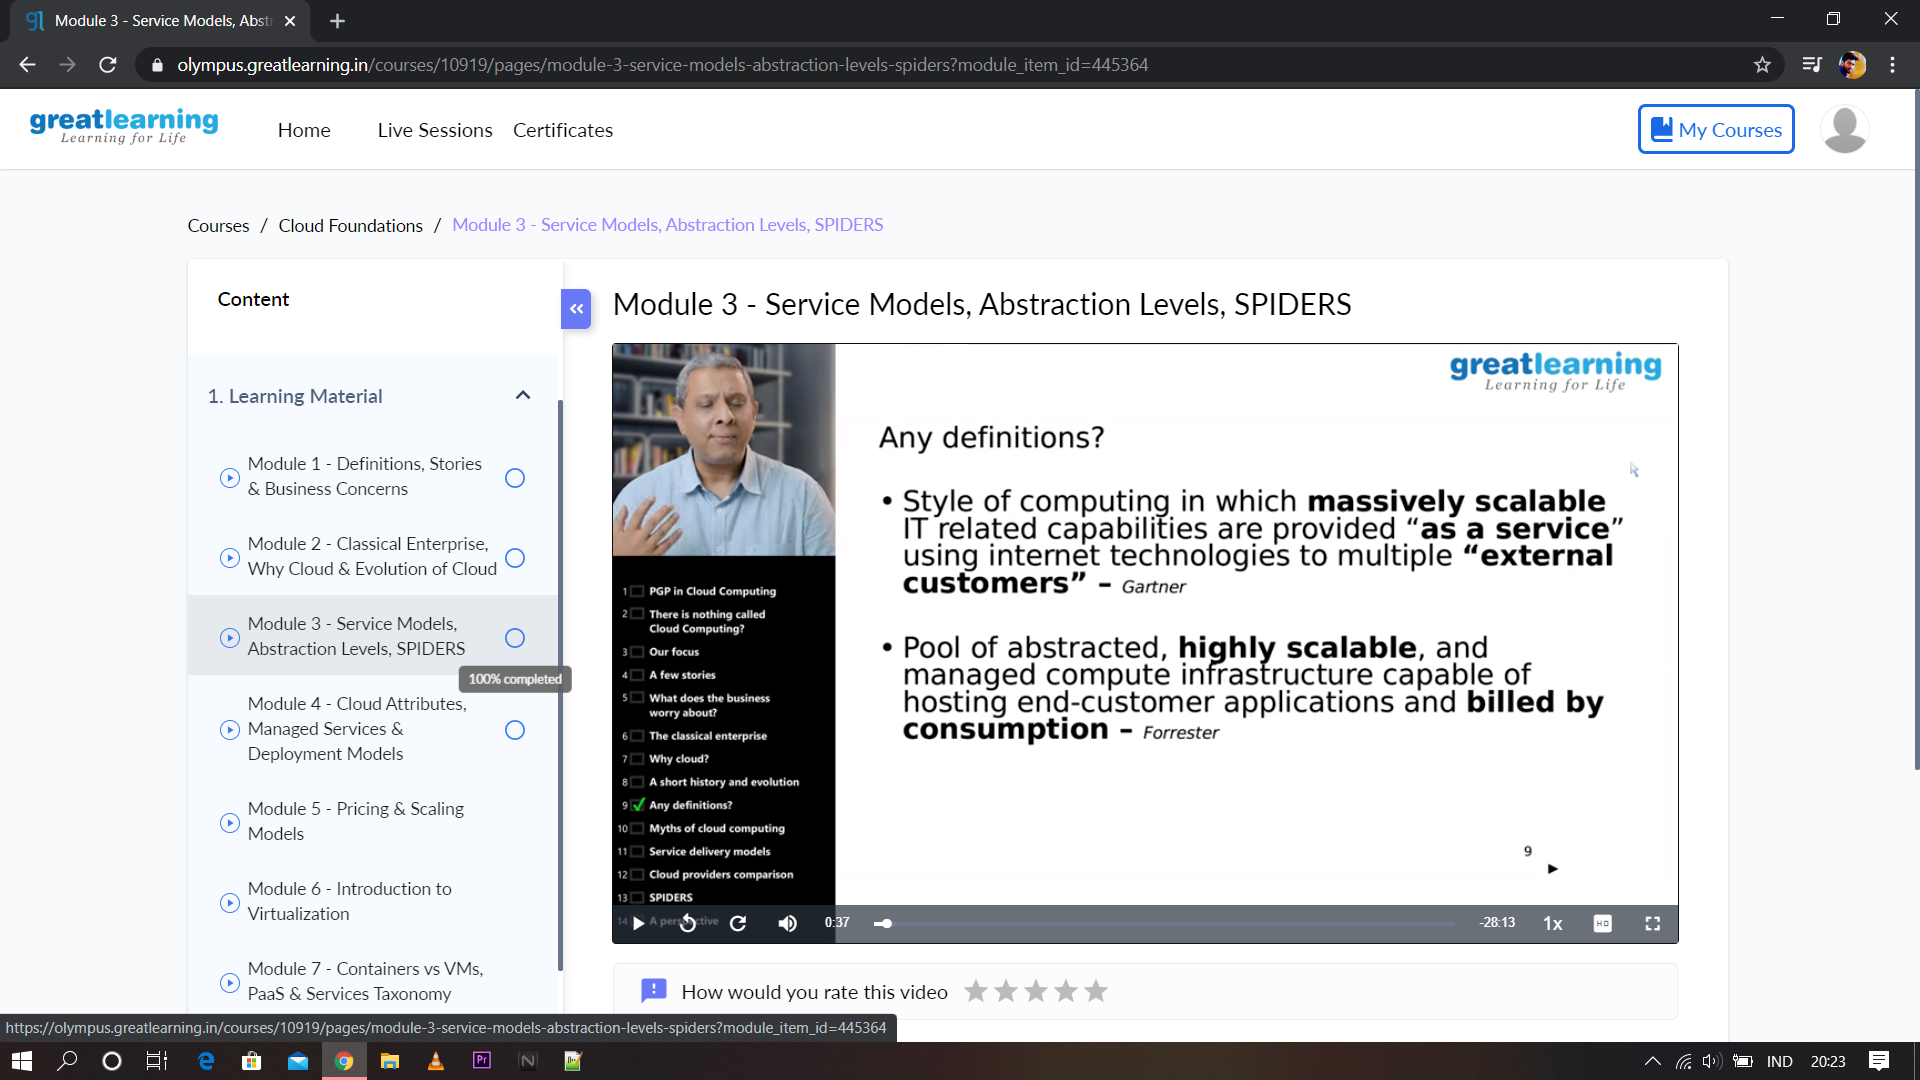 Module 3 - Service Models, Abst
olympus.greatlearning.in/courses/10919/pages/module-3-service-models-abstraction-levels-spiders?module_item_id=445364
greatlearning
Learning for Life
Home
Live Sessions
Certificates
My Courses
Courses / Cloud Foundations / Module 3 - Service Models, Abstraction Levels, SPIDERS
Content
1. Learning Material
Module 1 - Definitions, Stories
& Business Concerns
Module 2 - Classical Enterprise,
Why Cloud & Evolution of Cloud
Module 3 - Service Models,
Abstraction Levels, SPIDERS
100% completed
Module 4 - Cloud Attributes,
Managed Services &
Deployment Models
Module 5 - Pricing & Scaling
Models
Module 6 - Introduction to
Virtualization
Module 7 - Containers vs VMs,
PaaS & Services Taxonomy
Module 3 - Service Models, Abstraction Levels, SPIDERS
greatlearning
Learning for Life
Any definitions?
• Style of computing in which massively scalable
IT related capabilities are provided “as a service”
using internet technologies to multiple “external
customers” – Gartner
• Pool of abstracted, highly scalable, and
managed compute infrastructure capable of
hosting end-customer applications and billed by
consumption – Forrester
9
1 PGP in Cloud Computing
2 There is nothing called
Cloud Computing?
3 Our focus
4 A few stories
5 What does the business
worry about?
6 The classical enterprise
7 Why cloud?
8 A short history and evolution
9 Any definitions?
10 Myths of cloud computing
11 Service delivery models
12 Cloud providers comparison
13 SPIDERS
14 A perspective
0:37
-28:13
1x
HD
How would you rate this video
https://olympus.greatlearning.in/courses/10919/pages/module-3-service-models-abstraction-levels-spiders?module_item_id=445364
Pr
N
IND
20:23